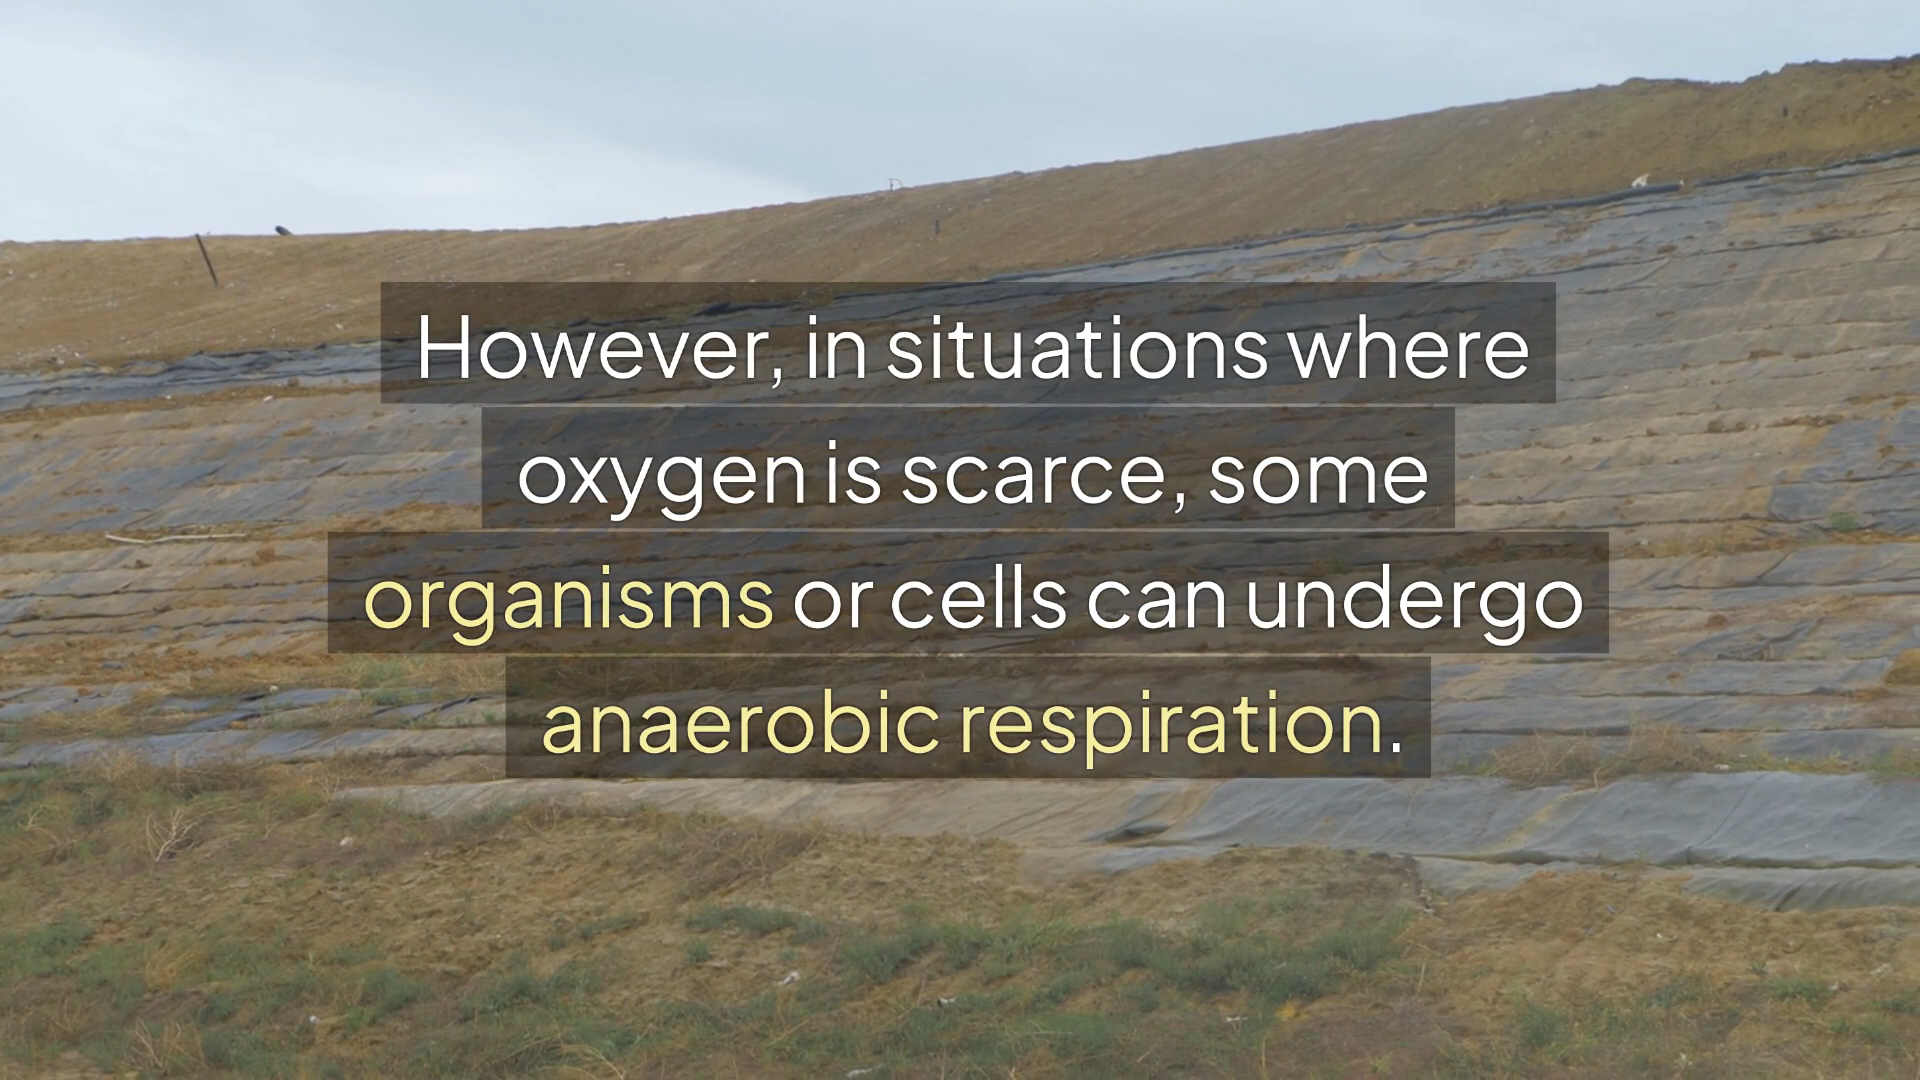 However, in situations where
oxygen is scarce, some
organisms or cells can undergo
anaerobic respiration.